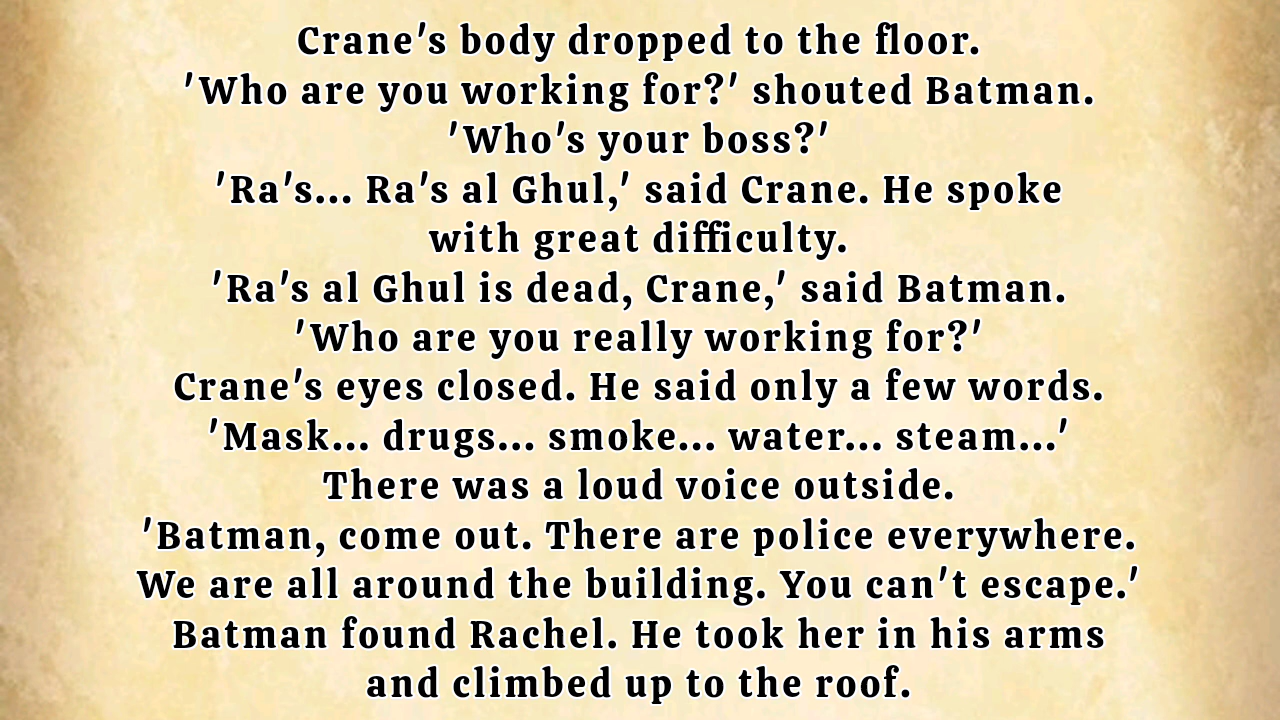 Crane's body dropped to the floor.
'Who are you working for?' shouted Batman.
'Who's your boss?'
'Ra's... Ra's al Ghul,' said Crane. He spoke
with great difficulty.
'Ra's al Ghul is dead, Crane,' said Batman.
'Who are you really working for?'
Crane's eyes closed. He said only a few words.
'Mask... drugs... smoke... water... steam...'
There was a loud voice outside.
'Batman, come out. There are police everywhere.
We are all around the building. You can't escape.'
Batman found Rachel. He took her in his arms
and climbed up to the roof.